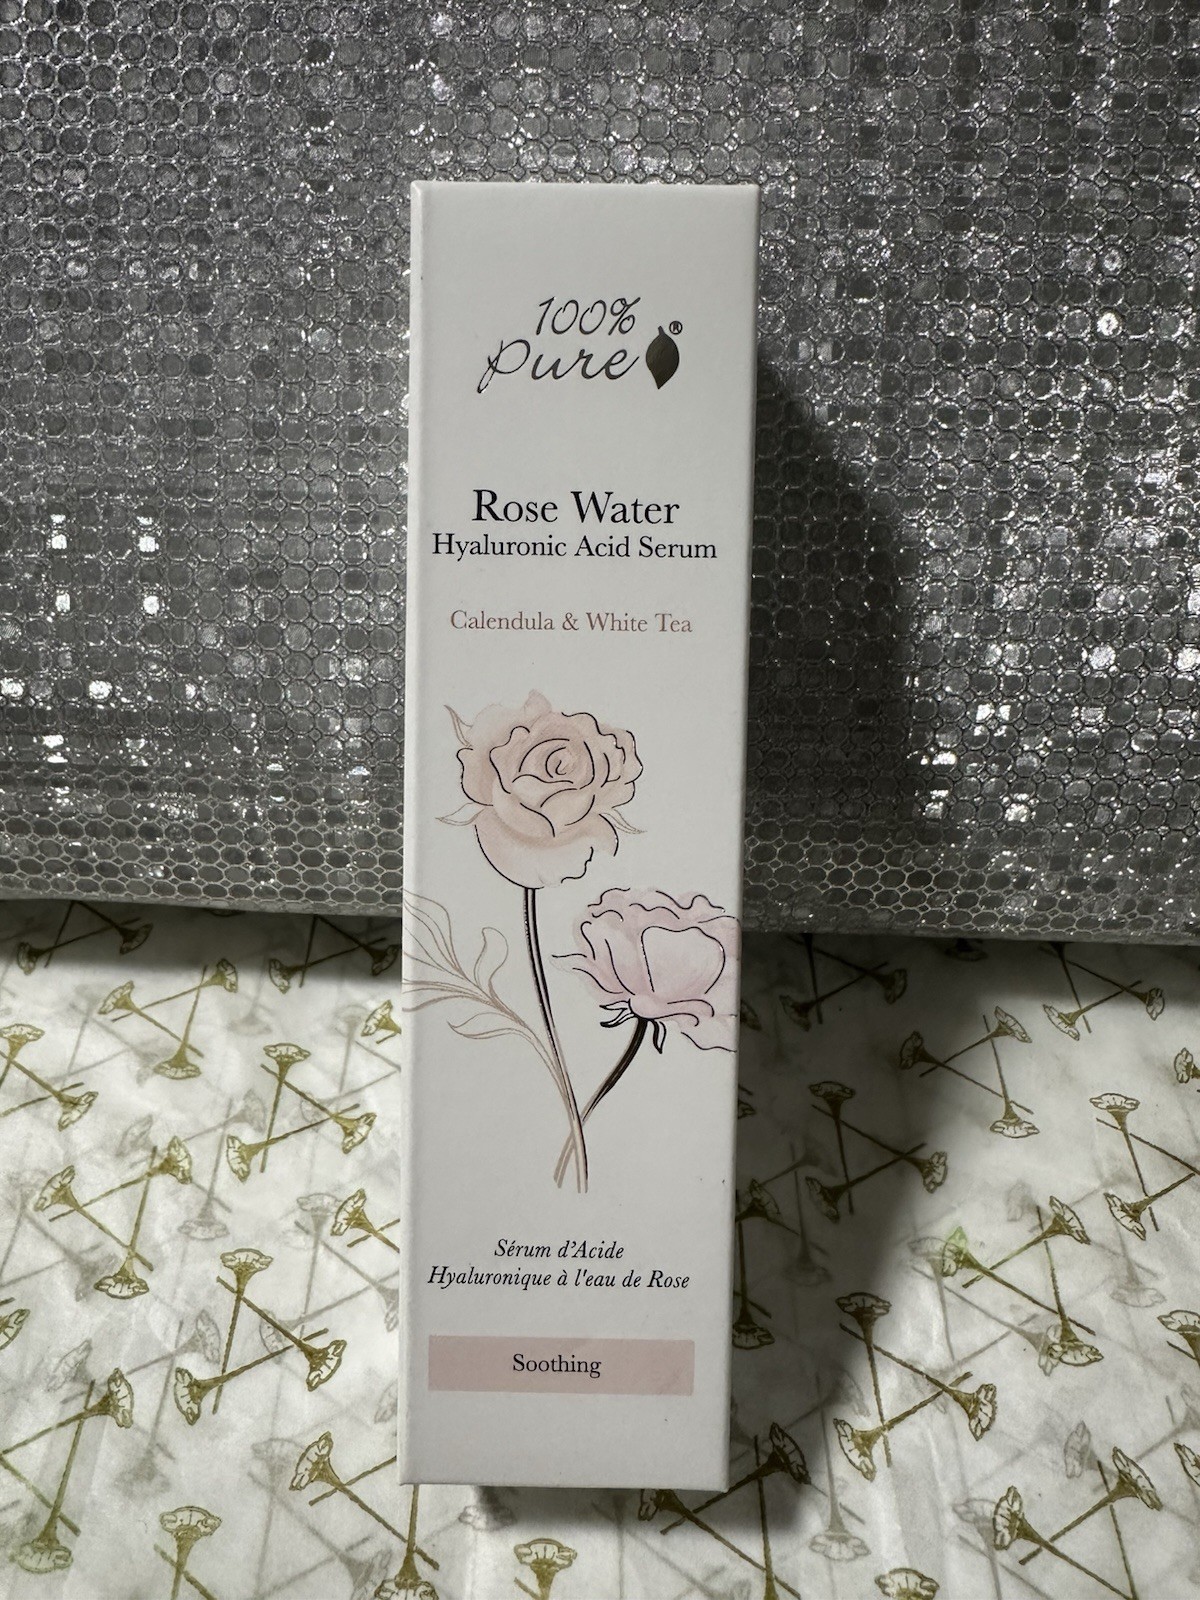 100%
Pure®
Rose Water
Hyaluronic Acid Serum
Calendula & White Tea
Sérum d'Acide
Hyaluronique à l'eau de Rose
Soothing